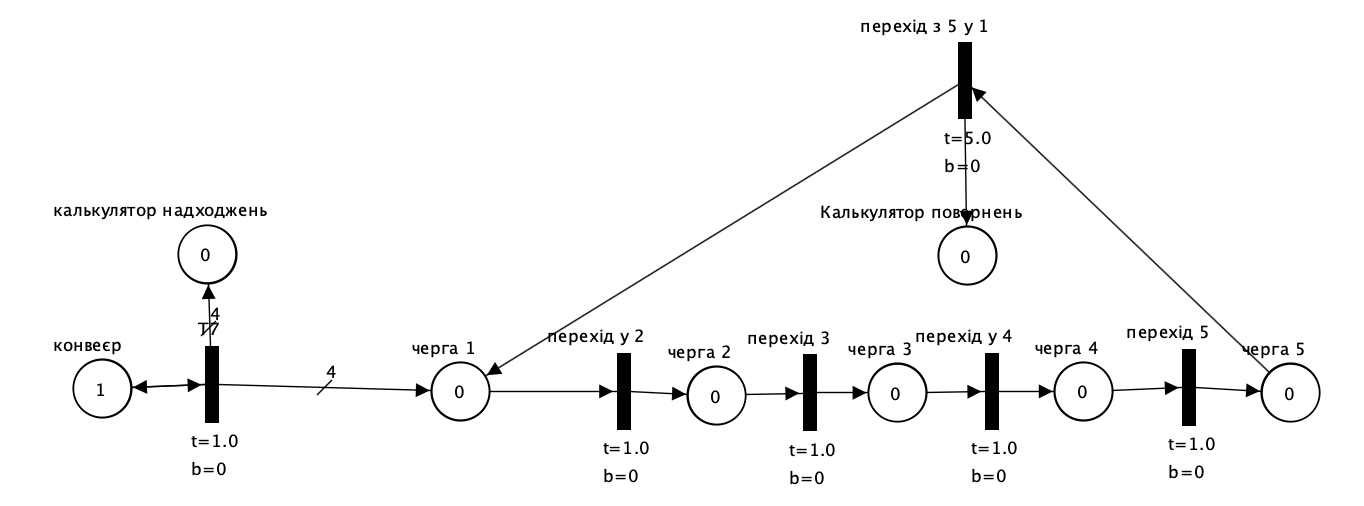 перехід з 5 у 1
t=5.0
b=0
калькулятор надходжень
0
Калькулятор повернень
0
4
T7
конвеєр
1
t=1.0
b=0
4
черга 1
0
перехід у 2
t=1.0
b=0
черга 2
0
перехід 3
t=1.0
b=0
черга 3
0
перехід у 4
t=1.0
b=0
черга 4
0
перехід 5
t=1.0
b=0
черга 5
0